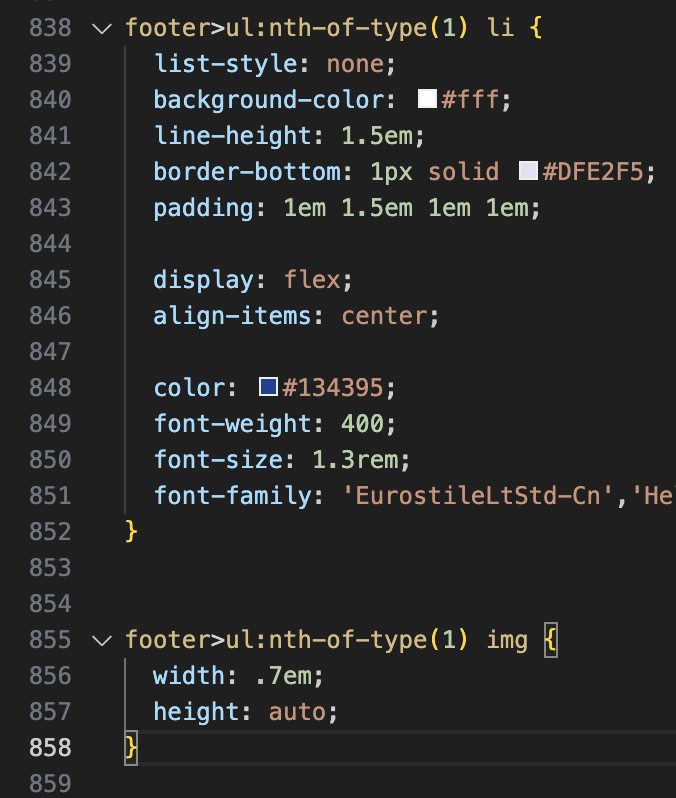 838 footer>ul:nth-of-type(1) li {
839 list-style: none;
840 background-color: #fff;
841 line-height: 1.5em;
842 border-bottom: 1px solid #DFE2F5;
843 padding: 1em 1.5em 1em 1em;
844
845 display: flex;
846 align-items: center;
847
848 color: #134395;
849 font-weight: 400;
850 font-size: 1.3rem;
851 font-family: 'EurostileLtStd-Cn','Hel
852 }
853
854
855 footer>ul:nth-of-type(1) img {
856 width: .7em;
857 height: auto;
858 }
859